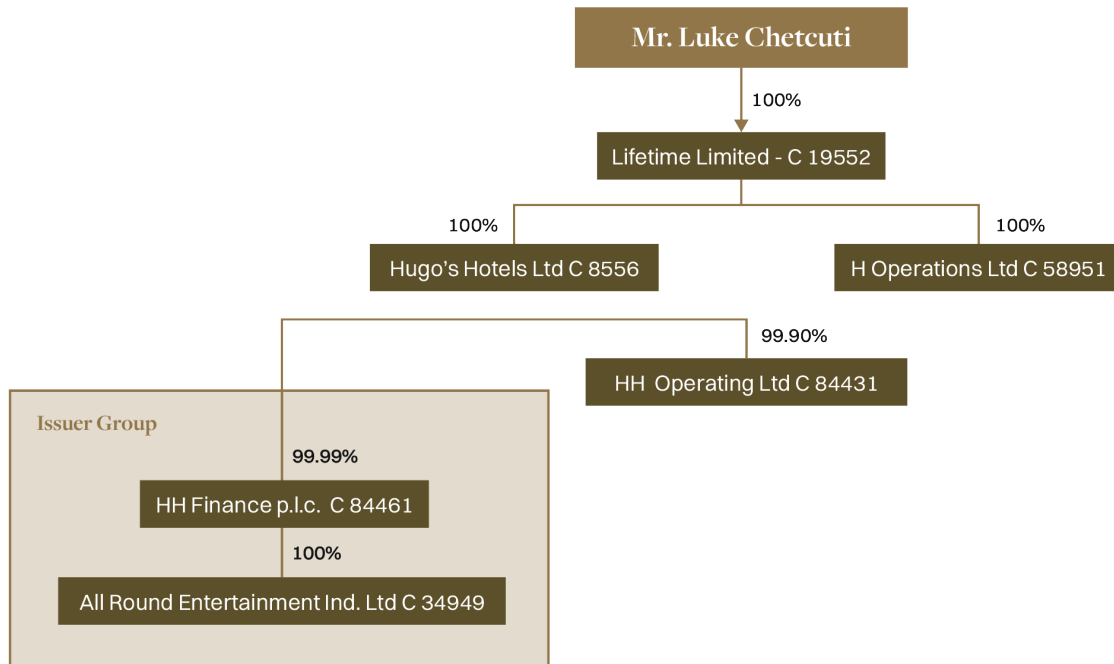 Mr. Luke Chetcuti
100%
Lifetime Limited - C 19552
100%
100%
Hugo’s Hotels Ltd C 8556
H Operations Ltd C 58951
99.90%
HH Operating Ltd C 84431
Issuer Group
99.99%
HH Finance p.l.c. C 84461
100%
All Round Entertainment Ind. Ltd C 34949